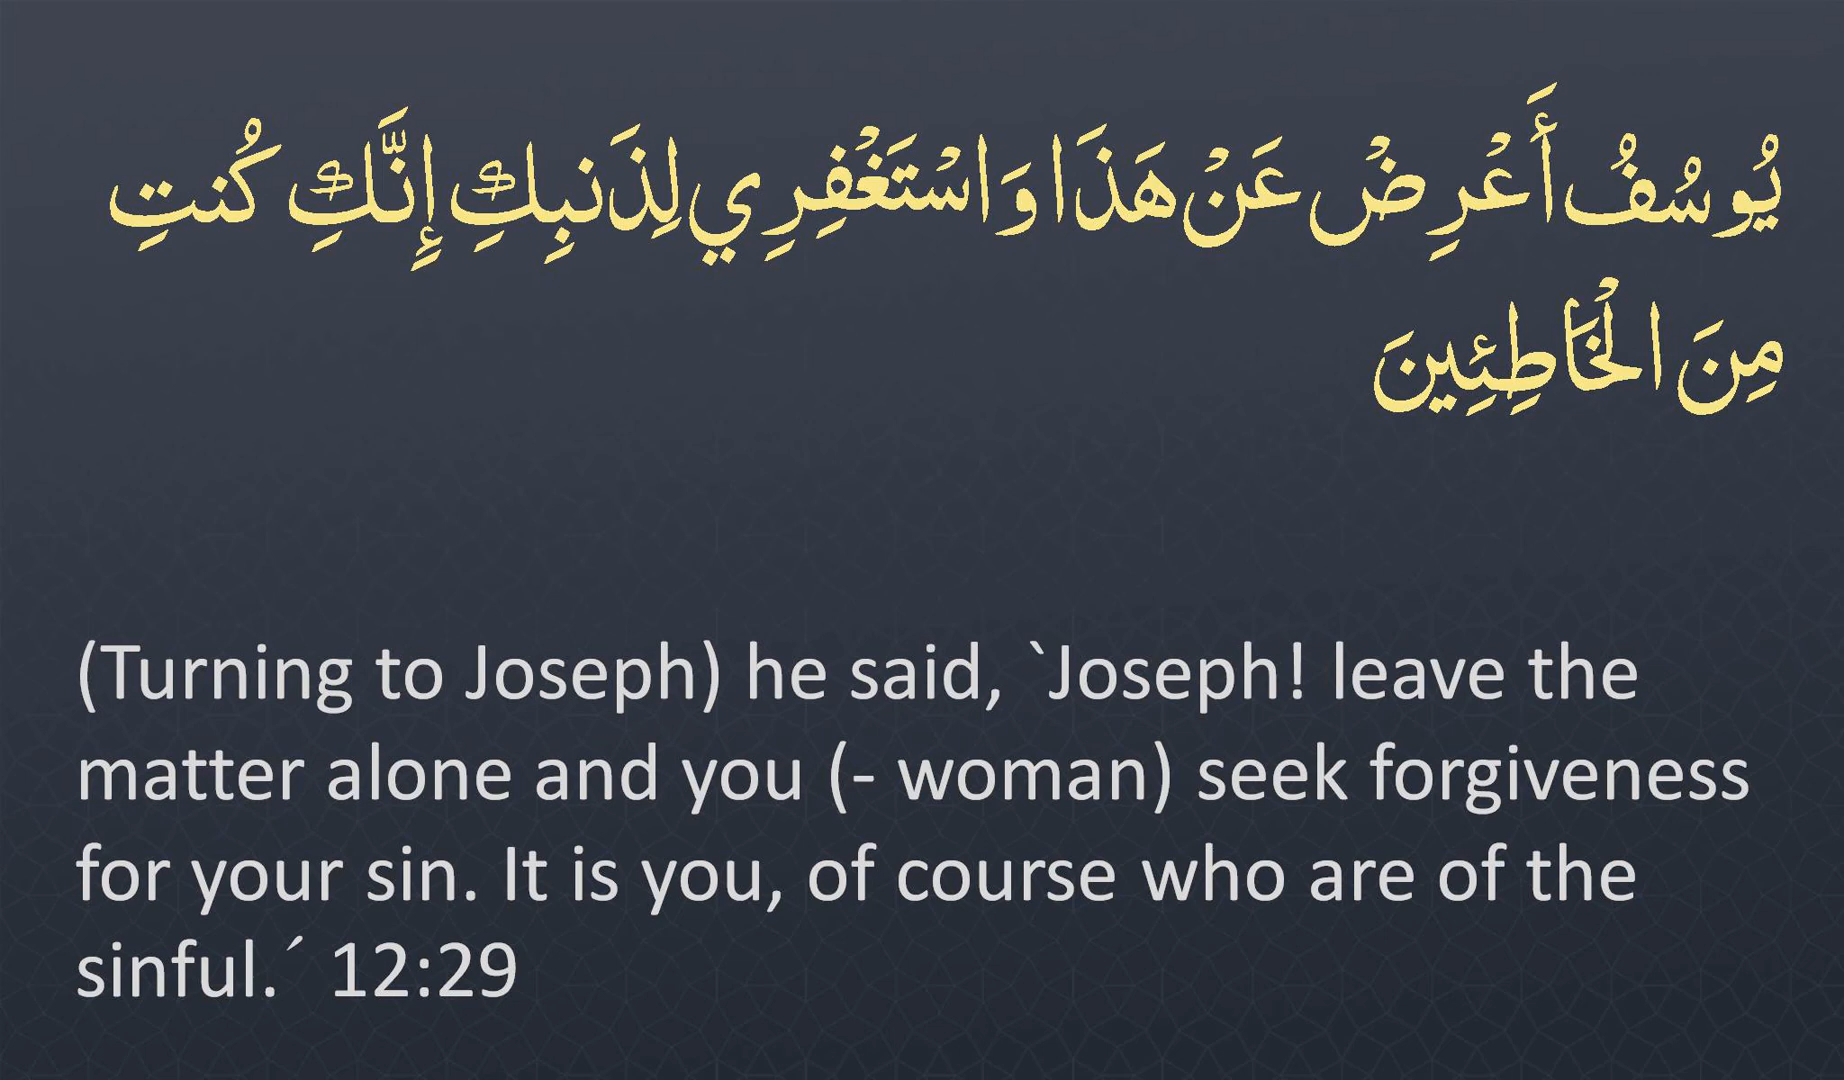 يُوسُفُ أَعْرِضْ عَنْ هَذَا وَاسْتَغْفِرِي لِذَنبِكِ إِنَّكِ كُنتِ
مِنَ الْخَاطِئِينَ
(Turning to Joseph) he said, `Joseph! leave the
matter alone and you (- woman) seek forgiveness
for your sin. It is you, of course who are of the
sinful.´ 12:29